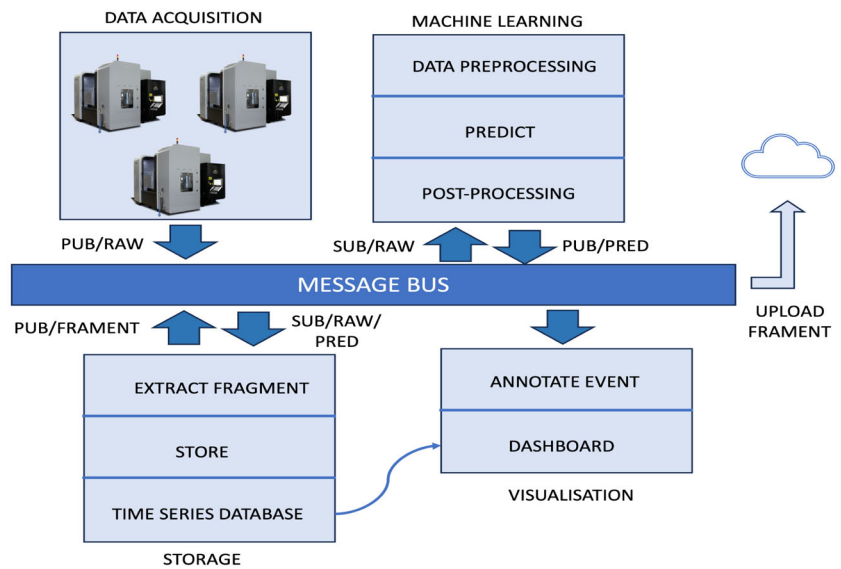 DATA ACQUISITION
MACHINE LEARNING
DATA PREPROCESSING
PREDICT
POST-PROCESSING
PUB/RAW
SUB/RAW
PUB/PRED
MESSAGE BUS
UPLOAD
FRAMENT
PUB/FRAMENT
SUB/RAW/
PRED
EXTRACT FRAGMENT
STORE
TIME SERIES DATABASE
STORAGE
ANNOTATE EVENT
DASHBOARD
VISUALISATION